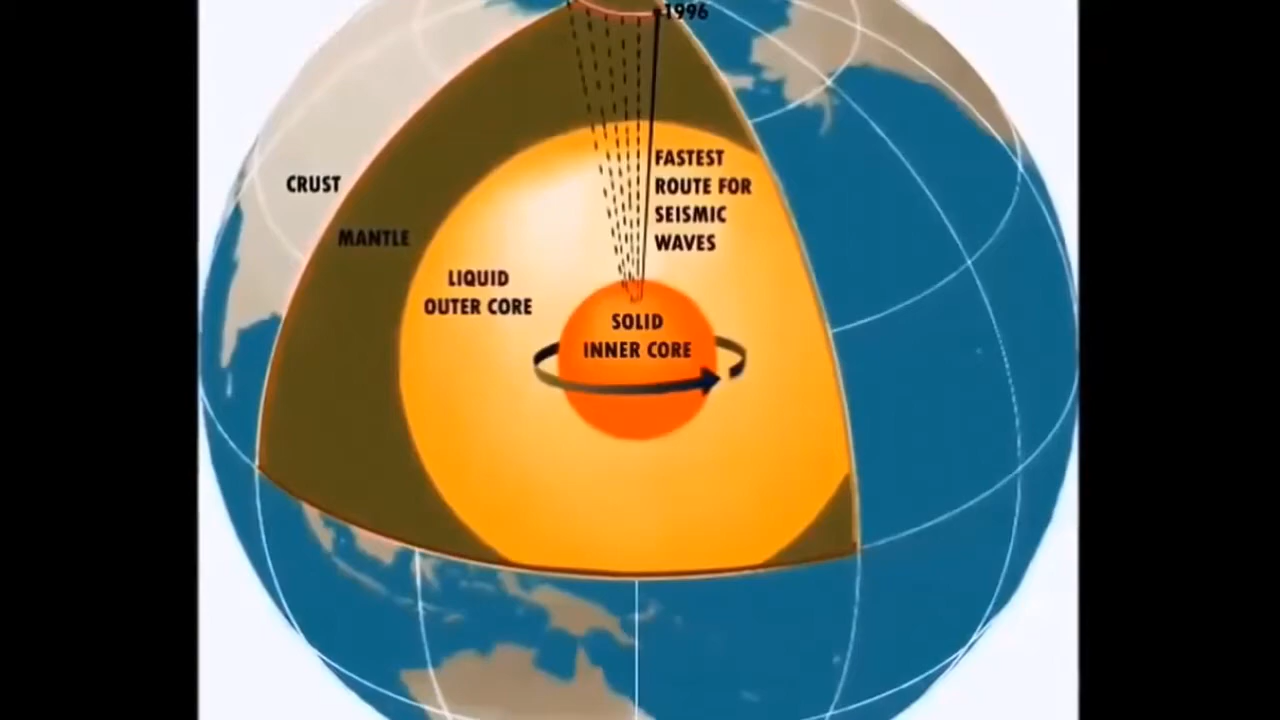 1996
FASTEST
ROUTE FOR
SEISMIC
WAVES
CRUST
MANTLE
LIQUID
OUTER CORE
SOLID
INNER CORE